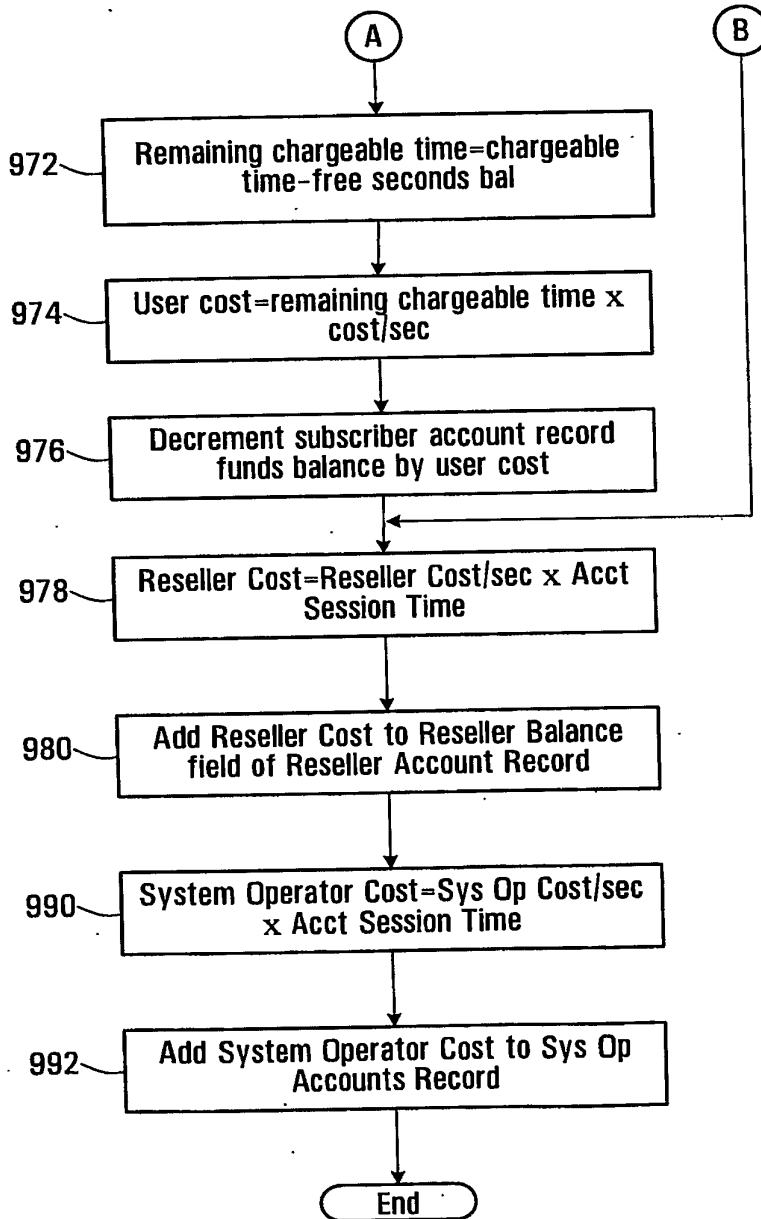 A
B
972
Remaining chargeable time=chargeable
time-free seconds bal
974
User cost=remaining chargeable time x
cost/sec
976
Decrement subscriber account record
funds balance by user cost
978
Reseller Cost=Reseller Cost/sec x Acct
Session Time
980
Add Reseller Cost to Reseller Balance
field of Reseller Account Record
990
System Operator Cost=Sys Op Cost/sec
x Acct Session Time
992
Add System Operator Cost to Sys Op
Accounts Record
End